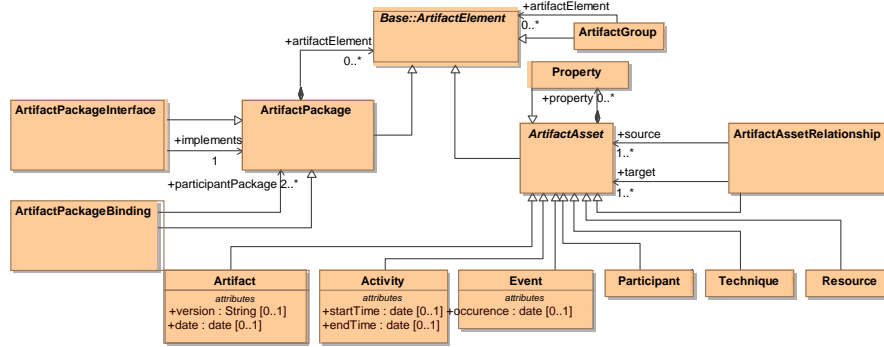 +artifactElement
Base::ArtifactElement
0..*
ArtifactGroup
+artifactElement
0..*
Property
+property 0..*
ArtifactPackageInterface
ArtifactPackage
+implements
1
ArtifactAsset
+source
1..*
ArtifactAssetRelationship
+target
1..*
+participantPackage 2..*
ArtifactPackageBinding
Artifact
attributes
+version : String [0..1]
+date : date [0..1]
Activity
attributes
+startTime : date [0..1]
+endTime : date [0..1]
Event
attributes
+occurence : date [0..1]
Participant
Technique
Resource